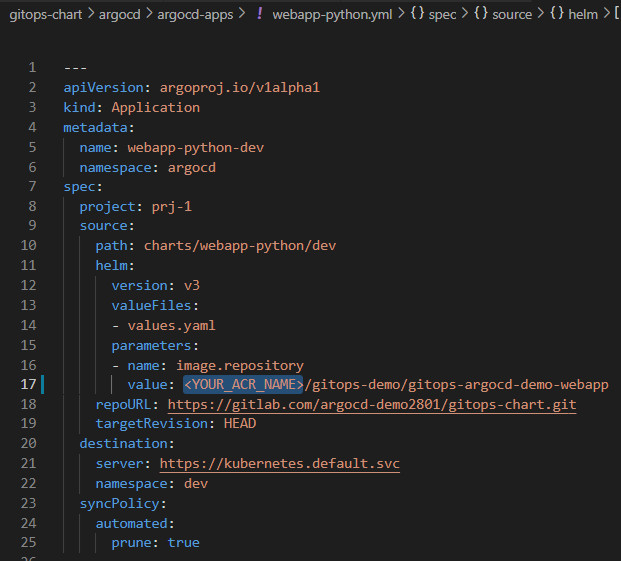 gitops-chart > argocd > argocd-apps > ! webapp-python.yml > {} spec > {} source > {} helm > [
1 ---
2 apiVersion: argoproj.io/v1alpha1
3 kind: Application
4 metadata:
5   name: webapp-python-dev
6   namespace: argocd
7 spec:
8   project: prj-1
9   source:
10     path: charts/webapp-python/dev
11     helm:
12       version: v3
13       valueFiles:
14       - values.yaml
15       parameters:
16       - name: image.repository
17         value: <YOUR_ACR_NAME>/gitops-demo/gitops-argocd-demo-webapp
18     repoURL: https://gitlab.com/argocd-demo2801/gitops-chart.git
19     targetRevision: HEAD
20   destination:
21     server: https://kubernetes.default.svc
22     namespace: dev
23   syncPolicy:
24     automated:
25       prune: true